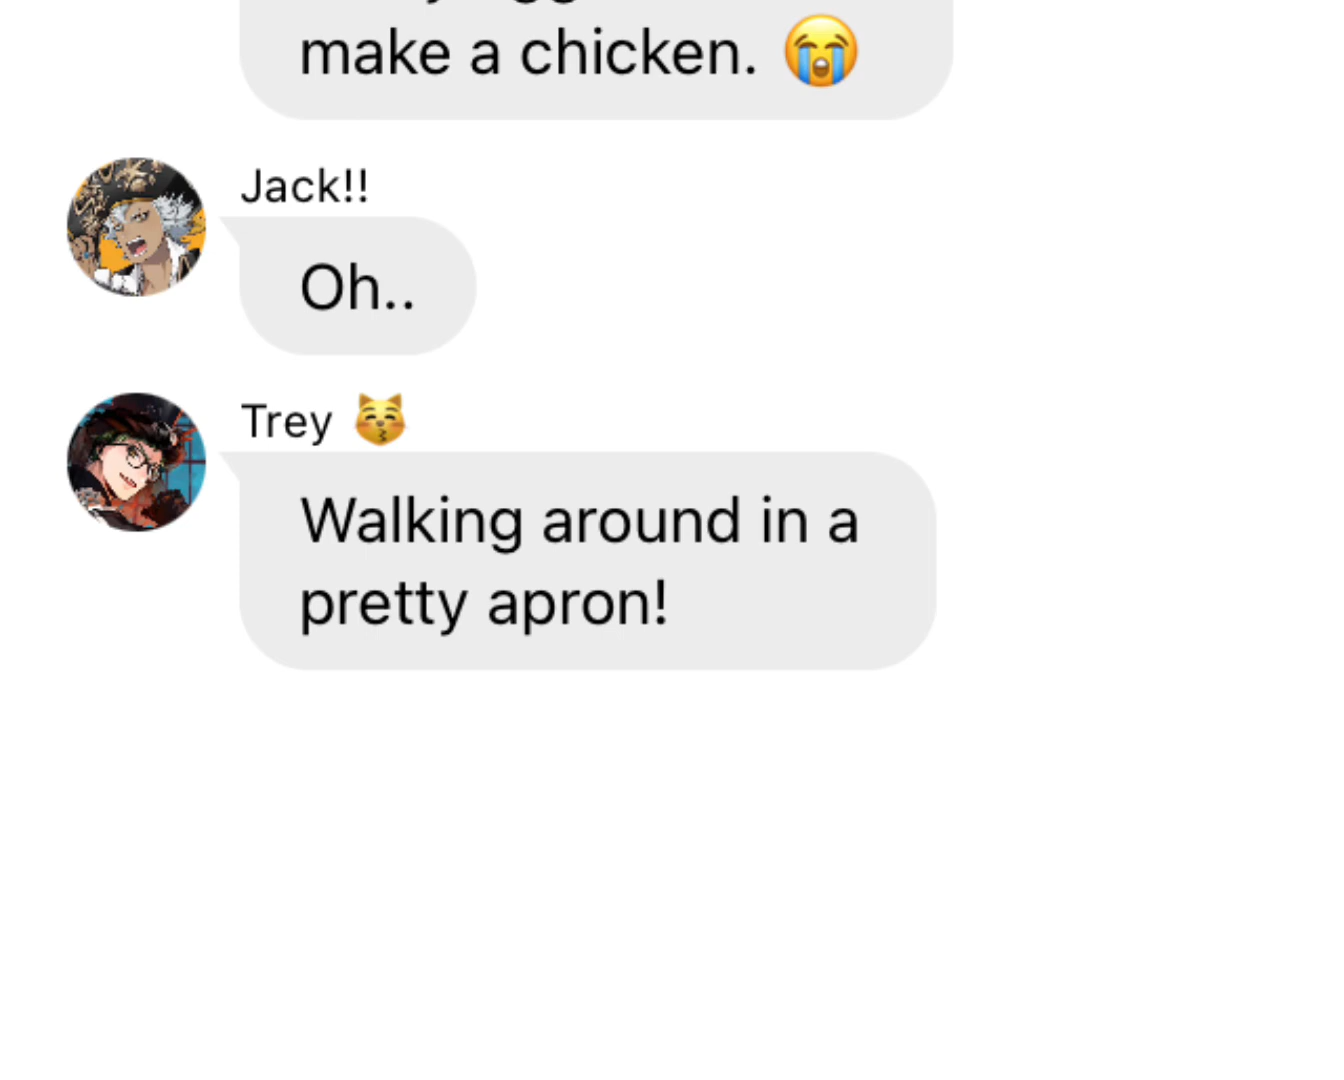 make a chicken. 😭
Jack!!
Oh..
Trey 😽
Walking around in a
pretty apron!